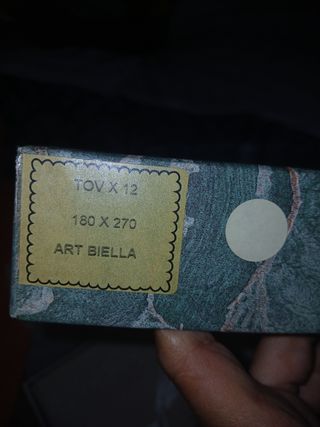 TOV X 12
180 X 270
ART BIELLA